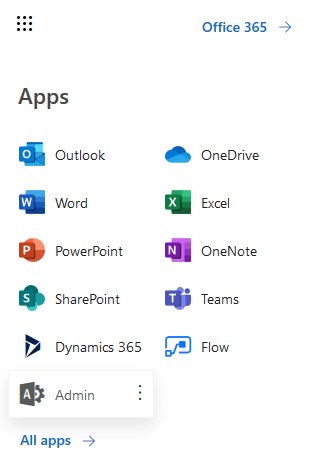 Office 365
Apps
Outlook
OneDrive
Word
Excel
PowerPoint
OneNote
SharePoint
Teams
Dynamics 365
Flow
Admin
All apps